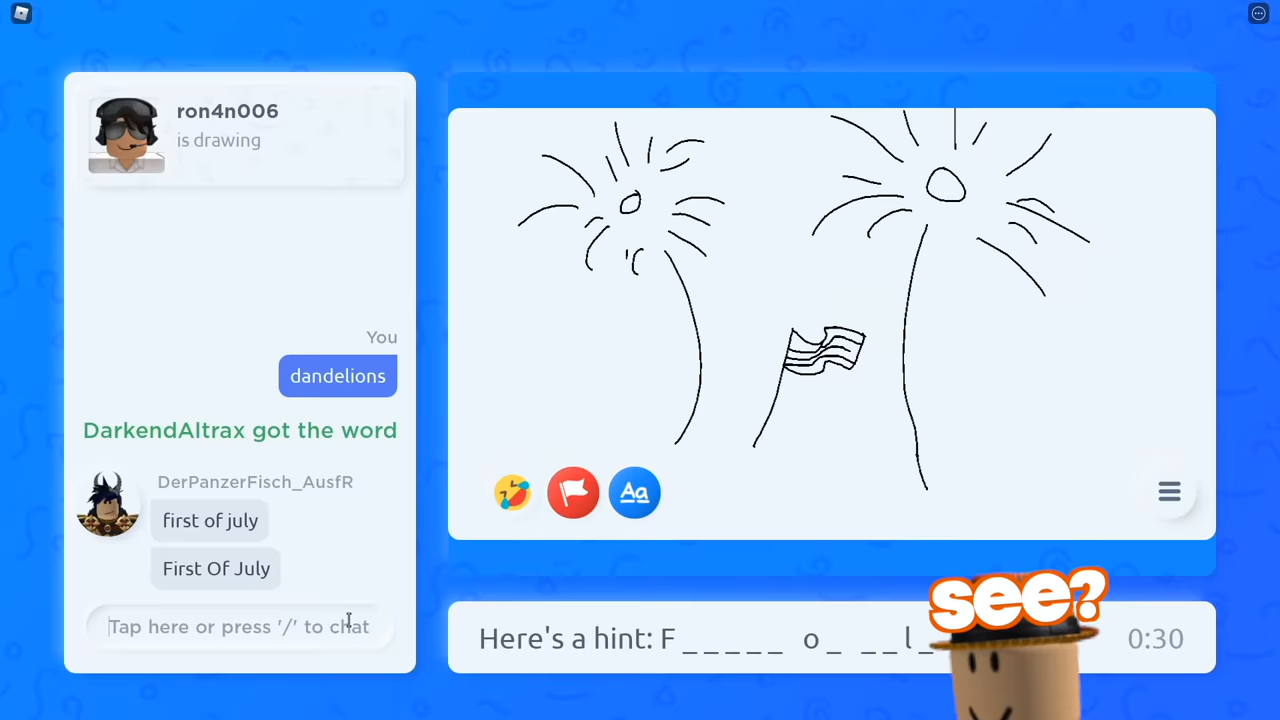 ron4n006
is drawing
You
dandelions
DarkendAltrax got the word
DerPanzerFisch_AusfR
first of july
First Of July
Tap here or press '/' to chat
Aa
Here's a hint: F _ _ _ _ _ o _ _ _ l _
see?
0:30